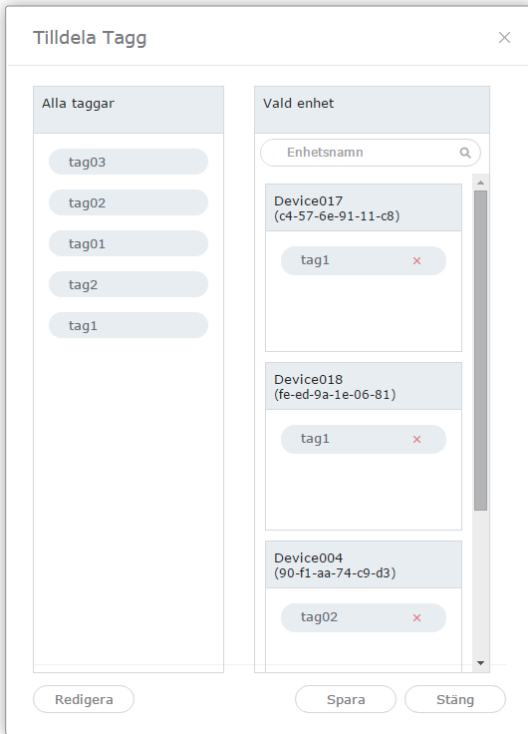 Tilldela Tagg
Alla taggar
tag03
tag02
tag01
tag2
tag1
Vald enhet
Enhetsnamn
Device017
(c4-57-6e-91-11-c8)
tag1
Device018
(fe-ed-9a-1e-06-81)
tag1
Device004
(90-f1-aa-74-c9-d3)
tag02
Redigera
Spara
Stäng